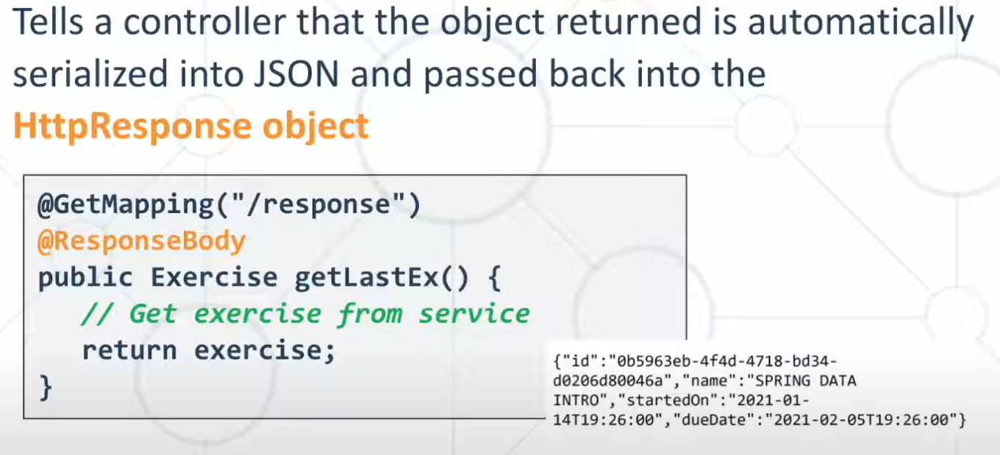 Tells a controller that the object returned is automatically
serialized into JSON and passed back into the
HttpResponse object
@GetMapping("/response")
@ResponseBody
public Exercise getLastEx() {
// Get exercise from service
return exercise;
}
{"id":"0b5963eb-4f4d-4718-bd34-
d0206d80046a","name":"SPRING DATA
INTRO","startedOn":"2021-01-
14T19:26:00","dueDate":"2021-02-05T19:26:00"}